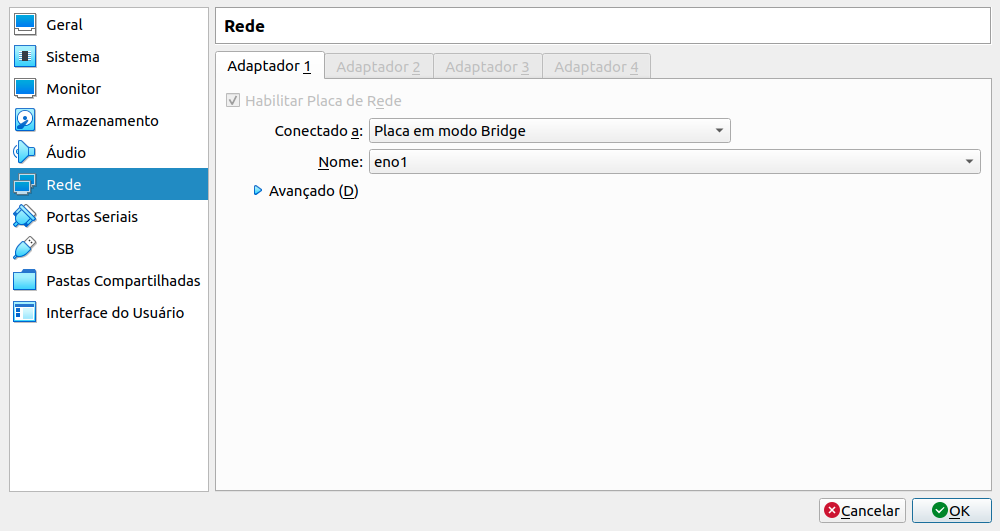 Geral
Sistema
Monitor
Armazenamento
Áudio
Rede
Portas Seriais
USB
Pastas Compartilhadas
Interface do Usuário
Rede
Adaptador 1 Adaptador 2 Adaptador 3 Adaptador 4
Habilitar Placa de Rede
Conectado a: Placa em modo Bridge
Nome: eno1
Avançado (D)
Cancelar OK